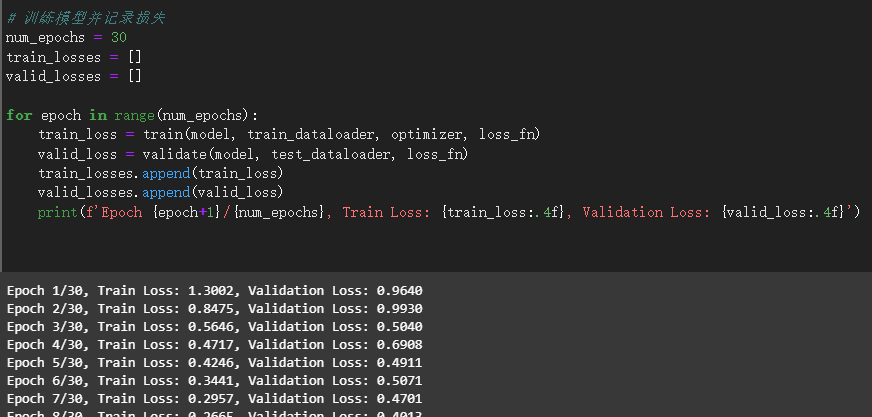 # 训练模型并记录损失
num_epochs = 30
train_losses = []
valid_losses = []
for epoch in range(num_epochs):
train_loss = train(model, train_dataloader, optimizer, loss_fn)
valid_loss = validate(model, test_dataloader, loss_fn)
train_losses.append(train_loss)
valid_losses.append(valid_loss)
print(f'Epoch {epoch+1}/{num_epochs}, Train Loss: {train_loss:.4f}, Validation Loss: {valid_loss:.4f}')
Epoch 1/30, Train Loss: 1.3002, Validation Loss: 0.9640
Epoch 2/30, Train Loss: 0.8475, Validation Loss: 0.9930
Epoch 3/30, Train Loss: 0.5646, Validation Loss: 0.5040
Epoch 4/30, Train Loss: 0.4717, Validation Loss: 0.6908
Epoch 5/30, Train Loss: 0.4246, Validation Loss: 0.4911
Epoch 6/30, Train Loss: 0.3441, Validation Loss: 0.5071
Epoch 7/30, Train Loss: 0.2957, Validation Loss: 0.4701
Epoch 8/30, Train Loss: 0.2665, Validation Loss: 0.4013